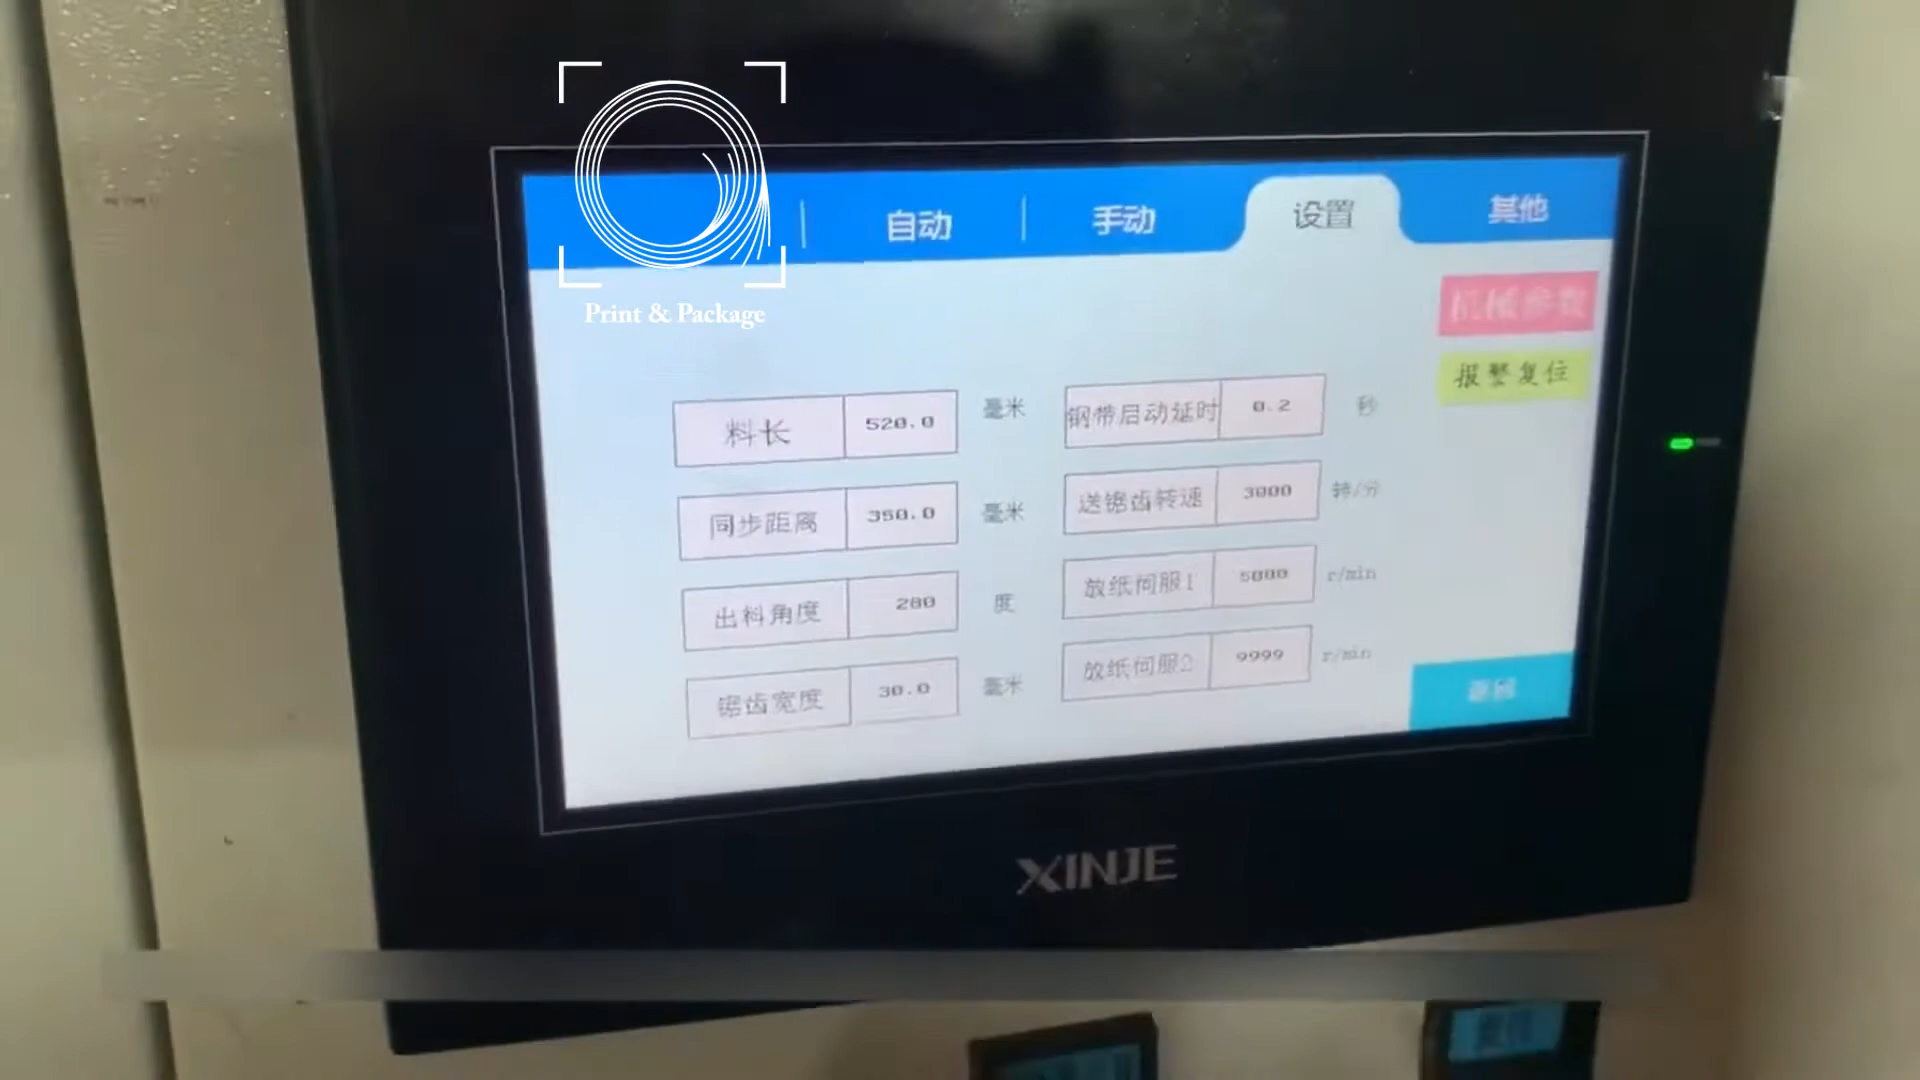 Print & Package
自动
手动
设置
其他
机械参数
报警复位
料长 520.0 毫米
钢带启动延时 0.2 秒
同步距离 350.0 毫米
送锯齿转速 3000 转/分
出料角度 280 度
放纸伺服1 5000 r/min
锯齿宽度 30.0 毫米
放纸伺服2 9999 r/min
返回
XINJE